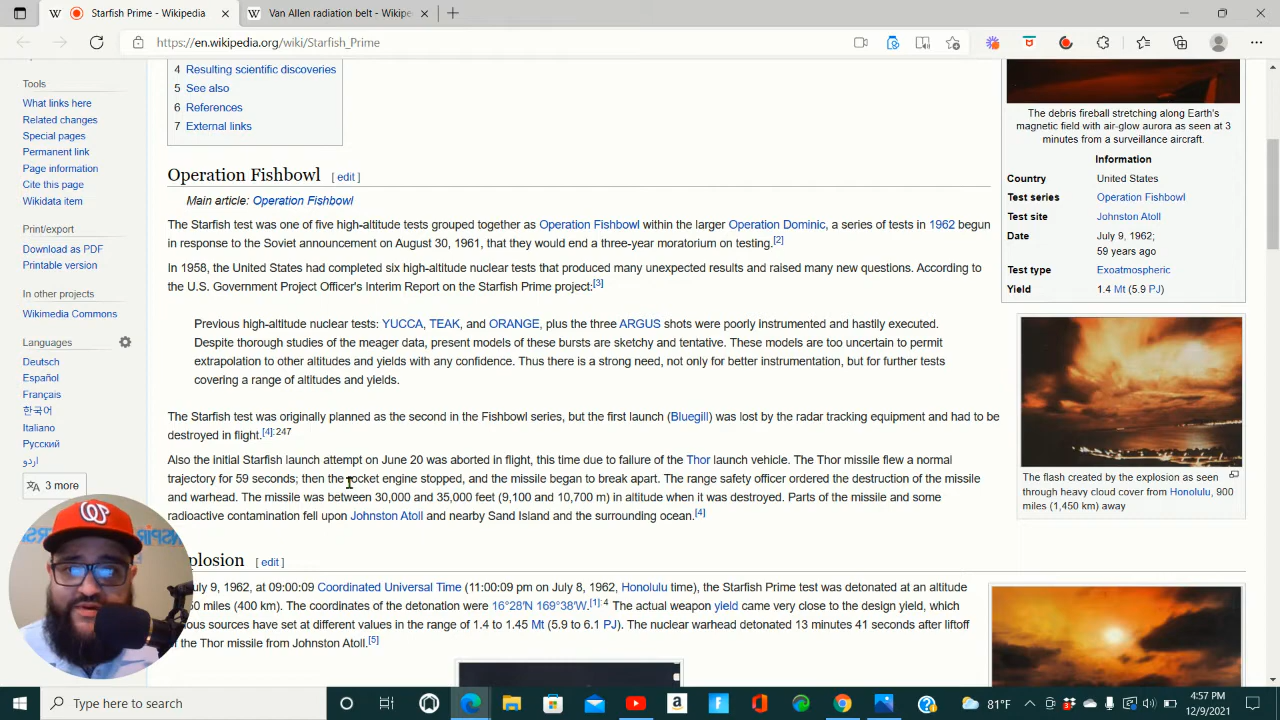 Starfish Prime - Wikipedia
Van Allen radiation belt - Wikipe
https://en.wikipedia.org/wiki/Starfish_Prime
Tools
What links here
Related changes
Special pages
Permanent link
Page information
Cite this page
Wikidata item
Print/export
Download as PDF
Printable version
In other projects
Wikimedia Commons
Languages
Deutsch
Español
Français
한국어
Italiano
Русский
اردو
3 more
4 Resulting scientific discoveries
5 See also
6 References
7 External links
Operation Fishbowl [ edit ]
Main article: Operation Fishbowl
The Starfish test was one of five high-altitude tests grouped together as Operation Fishbowl within the larger Operation Dominic, a series of tests in 1962 begun
in response to the Soviet announcement on August 30, 1961, that they would end a three-year moratorium on testing.[2]
In 1958, the United States had completed six high-altitude nuclear tests that produced many unexpected results and raised many new questions. According to
the U.S. Government Project Officer's Interim Report on the Starfish Prime project:[3]
Previous high-altitude nuclear tests: YUCCA, TEAK, and ORANGE, plus the three ARGUS shots were poorly instrumented and hastily executed.
Despite thorough studies of the meager data, present models of these bursts are sketchy and tentative. These models are too uncertain to permit
extrapolation to other altitudes and yields with any confidence. Thus there is a strong need, not only for better instrumentation, but for further tests
covering a range of altitudes and yields.
The Starfish test was originally planned as the second in the Fishbowl series, but the first launch (Bluegill) was lost by the radar tracking equipment and had to be
destroyed in flight.[4]:247
Also the initial Starfish launch attempt on June 20 was aborted in flight, this time due to failure of the Thor launch vehicle. The Thor missile flew a normal
trajectory for 59 seconds; then the rocket engine stopped, and the missile began to break apart. The range safety officer ordered the destruction of the missile
and warhead. The missile was between 30,000 and 35,000 feet (9,100 and 10,700 m) in altitude when it was destroyed. Parts of the missile and some
radioactive contamination fell upon Johnston Atoll and nearby Sand Island and the surrounding ocean.[4]
plosion [ edit ]
uly 9, 1962, at 09:00:09 Coordinated Universal Time (11:00:09 pm on July 8, 1962, Honolulu time), the Starfish Prime test was detonated at an altitude
50 miles (400 km). The coordinates of the detonation were 16°28′N 169°38′W.[1]:4 The actual weapon yield came very close to the design yield, which
ious sources have set at different values in the range of 1.4 to 1.45 Mt (5.9 to 6.1 PJ). The nuclear warhead detonated 13 minutes 41 seconds after liftoff
f the Thor missile from Johnston Atoll.[5]
The debris fireball stretching along Earth's
magnetic field with air-glow aurora as seen at 3
minutes from a surveillance aircraft.
Information
Country United States
Test series Operation Fishbowl
Test site Johnston Atoll
Date July 9, 1962;
59 years ago
Test type Exoatmospheric
Yield 1.4 Mt (5.9 PJ)
The flash created by the explosion as seen
through heavy cloud cover from Honolulu, 900
miles (1,450 km) away
Type here to search
81°F
4:57 PM
12/9/2021